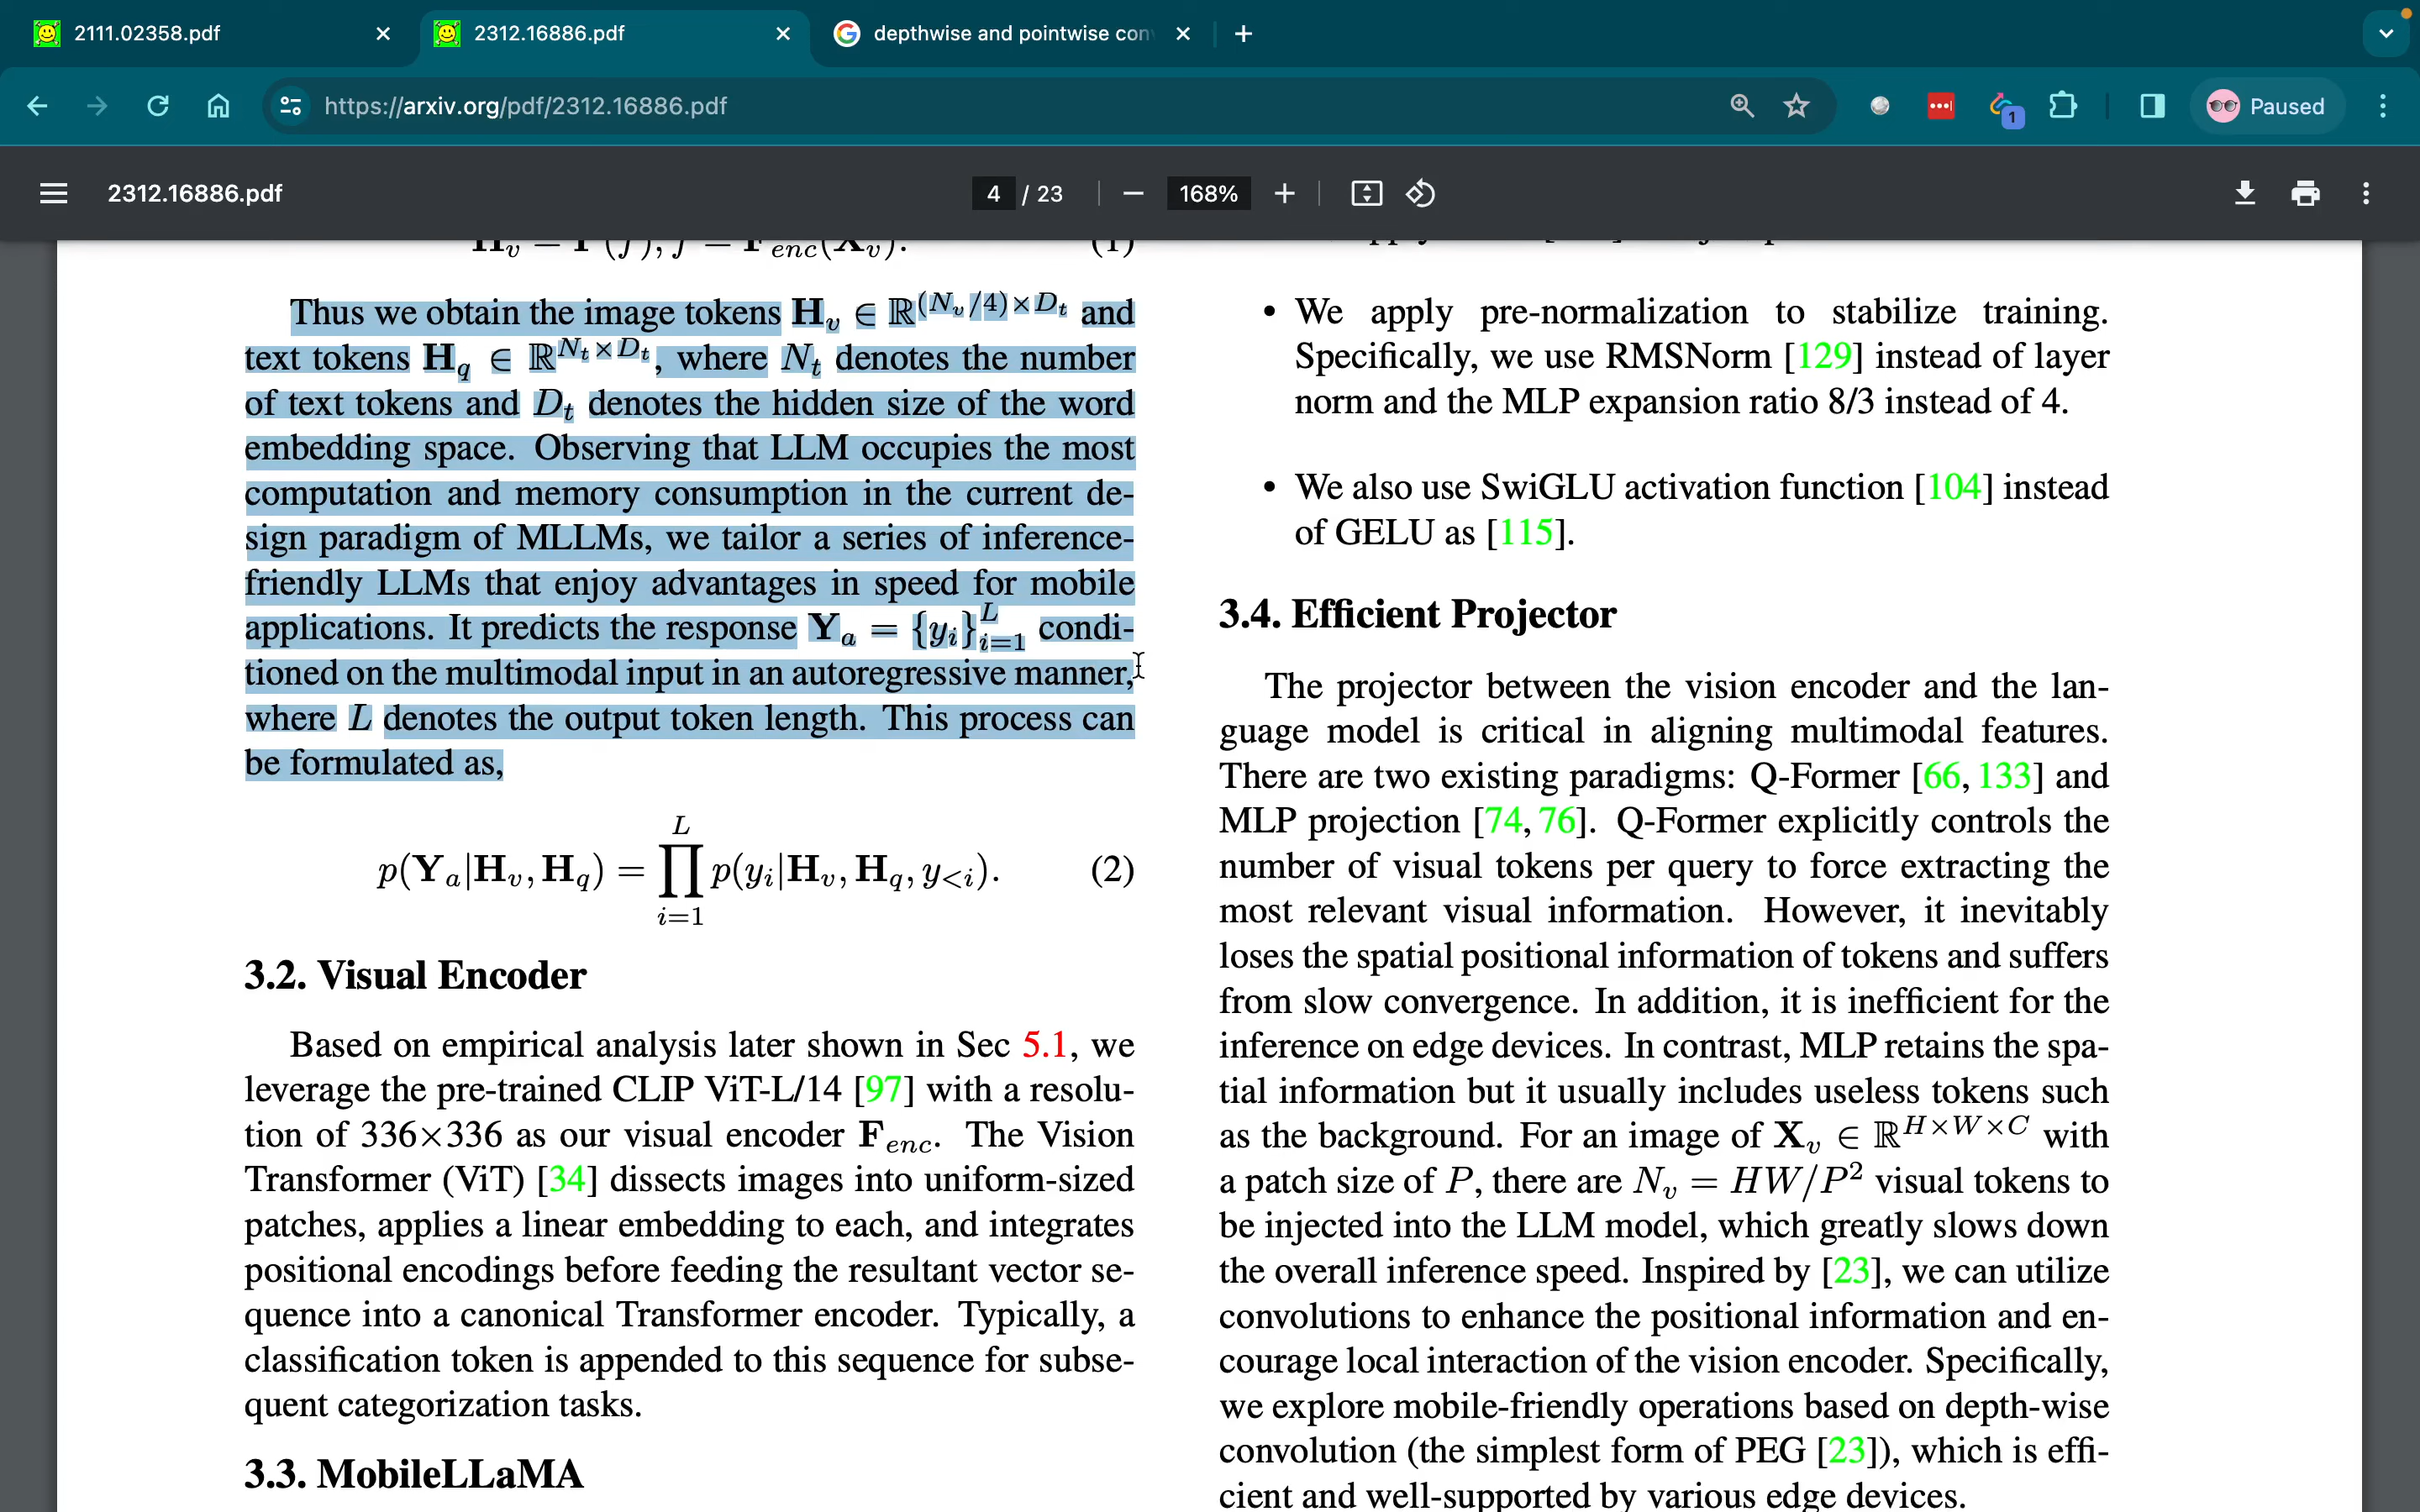 2111.02358.pdf
2312.16886.pdf
depthwise and pointwise con
https://arxiv.org/pdf/2312.16886.pdf
1
Paused
2312.16886.pdf
4 / 23
168%
(1)
Thus we obtain the image tokens H_v ∈ ℝ^{(N_v/4)×D_t} and
text tokens H_q ∈ ℝ^{N_t×D_t}, where N_t denotes the number
of text tokens and D_t denotes the hidden size of the word
embedding space. Observing that LLM occupies the most
computation and memory consumption in the current de-
sign paradigm of MLLMs, we tailor a series of inference-
friendly LLMs that enjoy advantages in speed for mobile
applications. It predicts the response Y_a = {y_i}_{i=1}^L condi-
tioned on the multimodal input in an autoregressive manner,
where L denotes the output token length. This process can
be formulated as,
p(Y_a|H_v, H_q) = ∏_{i=1}^L p(y_i|H_v, H_q, y_{<i}). (2)
3.2. Visual Encoder
Based on empirical analysis later shown in Sec 5.1, we
leverage the pre-trained CLIP ViT-L/14 [97] with a resolu-
tion of 336×336 as our visual encoder F_enc. The Vision
Transformer (ViT) [34] dissects images into uniform-sized
patches, applies a linear embedding to each, and integrates
positional encodings before feeding the resultant vector se-
quence into a canonical Transformer encoder. Typically, a
classification token is appended to this sequence for subse-
quent categorization tasks.
3.3. MobileLLaMA
• We apply pre-normalization to stabilize training.
Specifically, we use RMSNorm [129] instead of layer
norm and the MLP expansion ratio 8/3 instead of 4.
• We also use SwiGLU activation function [104] instead
of GELU as [115].
3.4. Efficient Projector
The projector between the vision encoder and the lan-
guage model is critical in aligning multimodal features.
There are two existing paradigms: Q-Former [66, 133] and
MLP projection [74, 76]. Q-Former explicitly controls the
number of visual tokens per query to force extracting the
most relevant visual information. However, it inevitably
loses the spatial positional information of tokens and suffers
from slow convergence. In addition, it is inefficient for the
inference on edge devices. In contrast, MLP retains the spa-
tial information but it usually includes useless tokens such
as the background. For an image of X_v ∈ ℝ^{H×W×C} with
a patch size of P, there are N_v = HW/P² visual tokens to
be injected into the LLM model, which greatly slows down
the overall inference speed. Inspired by [23], we can utilize
convolutions to enhance the positional information and en-
courage local interaction of the vision encoder. Specifically,
we explore mobile-friendly operations based on depth-wise
convolution (the simplest form of PEG [23]), which is effi-
cient and well-supported by various edge devices.